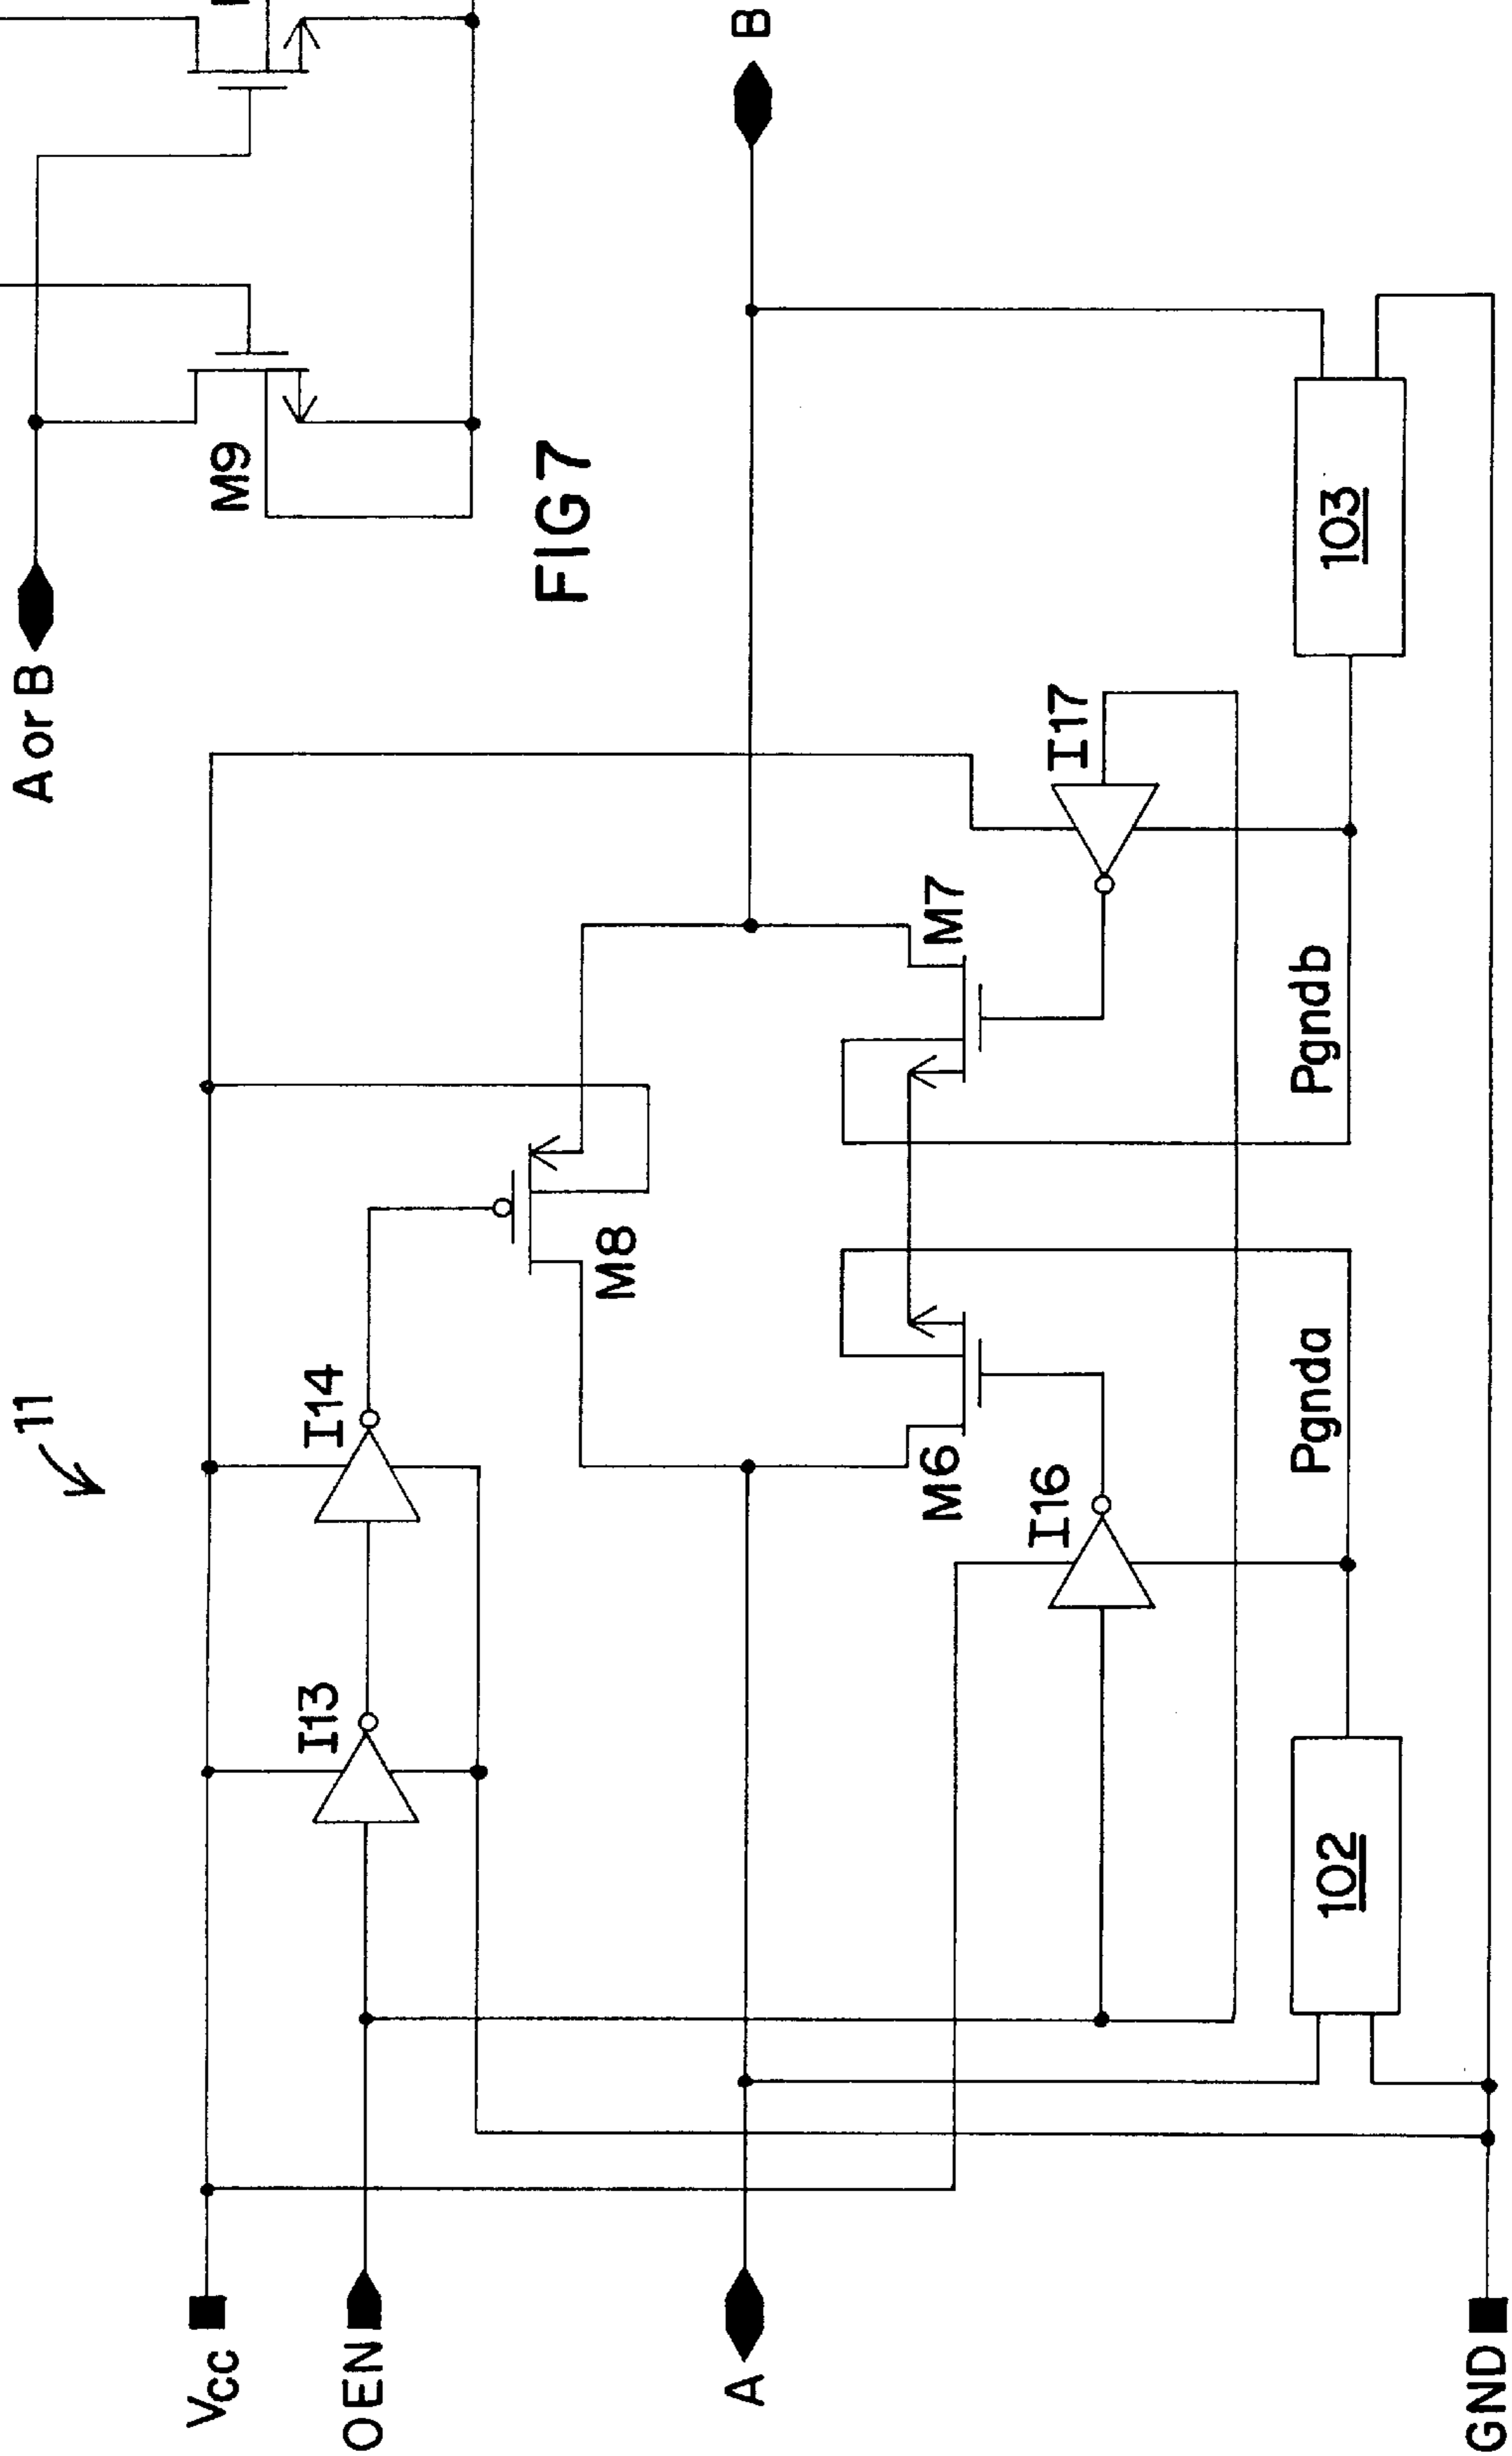 A or B
M9
FIG 7
11
Vcc
I13
I14
OEN
M8
A
B
M6
M7
I16
I17
Pgnda
Pgndb
102
103
GND